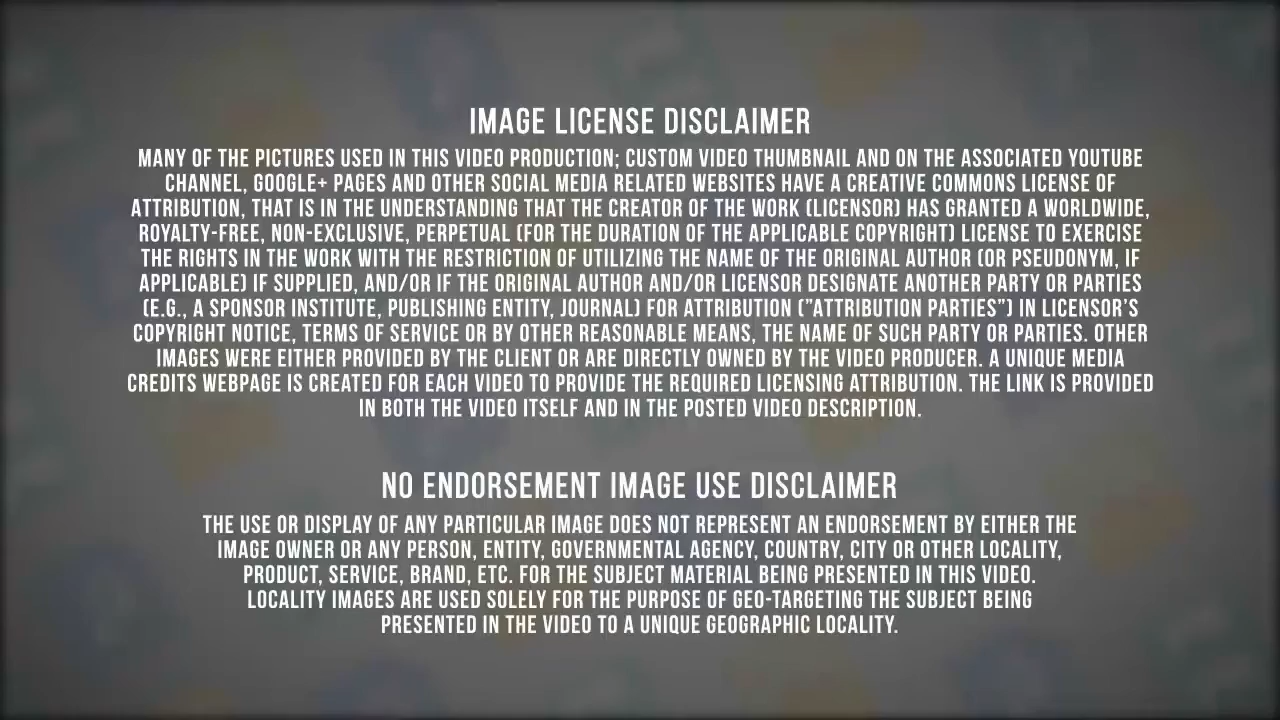 IMAGE LICENSE DISCLAIMER
MANY OF THE PICTURES USED IN THIS VIDEO PRODUCTION; CUSTOM VIDEO THUMBNAIL AND ON THE ASSOCIATED YOUTUBE
CHANNEL, GOOGLE+ PAGES AND OTHER SOCIAL MEDIA RELATED WEBSITES HAVE A CREATIVE COMMONS LICENSE OF
ATTRIBUTION, THAT IS IN THE UNDERSTANDING THAT THE CREATOR OF THE WORK (LICENSOR) HAS GRANTED A WORLDWIDE,
ROYALTY-FREE, NON-EXCLUSIVE, PERPETUAL (FOR THE DURATION OF THE APPLICABLE COPYRIGHT) LICENSE TO EXERCISE
THE RIGHTS IN THE WORK WITH THE RESTRICTION OF UTILIZING THE NAME OF THE ORIGINAL AUTHOR (OR PSEUDONYM, IF
APPLICABLE) IF SUPPLIED, AND/OR IF THE ORIGINAL AUTHOR AND/OR LICENSOR DESIGNATE ANOTHER PARTY OR PARTIES
(E.G., A SPONSOR INSTITUTE, PUBLISHING ENTITY, JOURNAL) FOR ATTRIBUTION ("ATTRIBUTION PARTIES") IN LICENSOR'S
COPYRIGHT NOTICE, TERMS OF SERVICE OR BY OTHER REASONABLE MEANS, THE NAME OF SUCH PARTY OR PARTIES. OTHER
IMAGES WERE EITHER PROVIDED BY THE CLIENT OR ARE DIRECTLY OWNED BY THE VIDEO PRODUCER. A UNIQUE MEDIA
CREDITS WEBPAGE IS CREATED FOR EACH VIDEO TO PROVIDE THE REQUIRED LICENSING ATTRIBUTION. THE LINK IS PROVIDED
IN BOTH THE VIDEO ITSELF AND IN THE POSTED VIDEO DESCRIPTION.
NO ENDORSEMENT IMAGE USE DISCLAIMER
THE USE OR DISPLAY OF ANY PARTICULAR IMAGE DOES NOT REPRESENT AN ENDORSEMENT BY EITHER THE
IMAGE OWNER OR ANY PERSON, ENTITY, GOVERNMENTAL AGENCY, COUNTRY, CITY OR OTHER LOCALITY,
PRODUCT, SERVICE, BRAND, ETC. FOR THE SUBJECT MATERIAL BEING PRESENTED IN THIS VIDEO.
LOCALITY IMAGES ARE USED SOLELY FOR THE PURPOSE OF GEO-TARGETING THE SUBJECT BEING
PRESENTED IN THE VIDEO TO A UNIQUE GEOGRAPHIC LOCALITY.